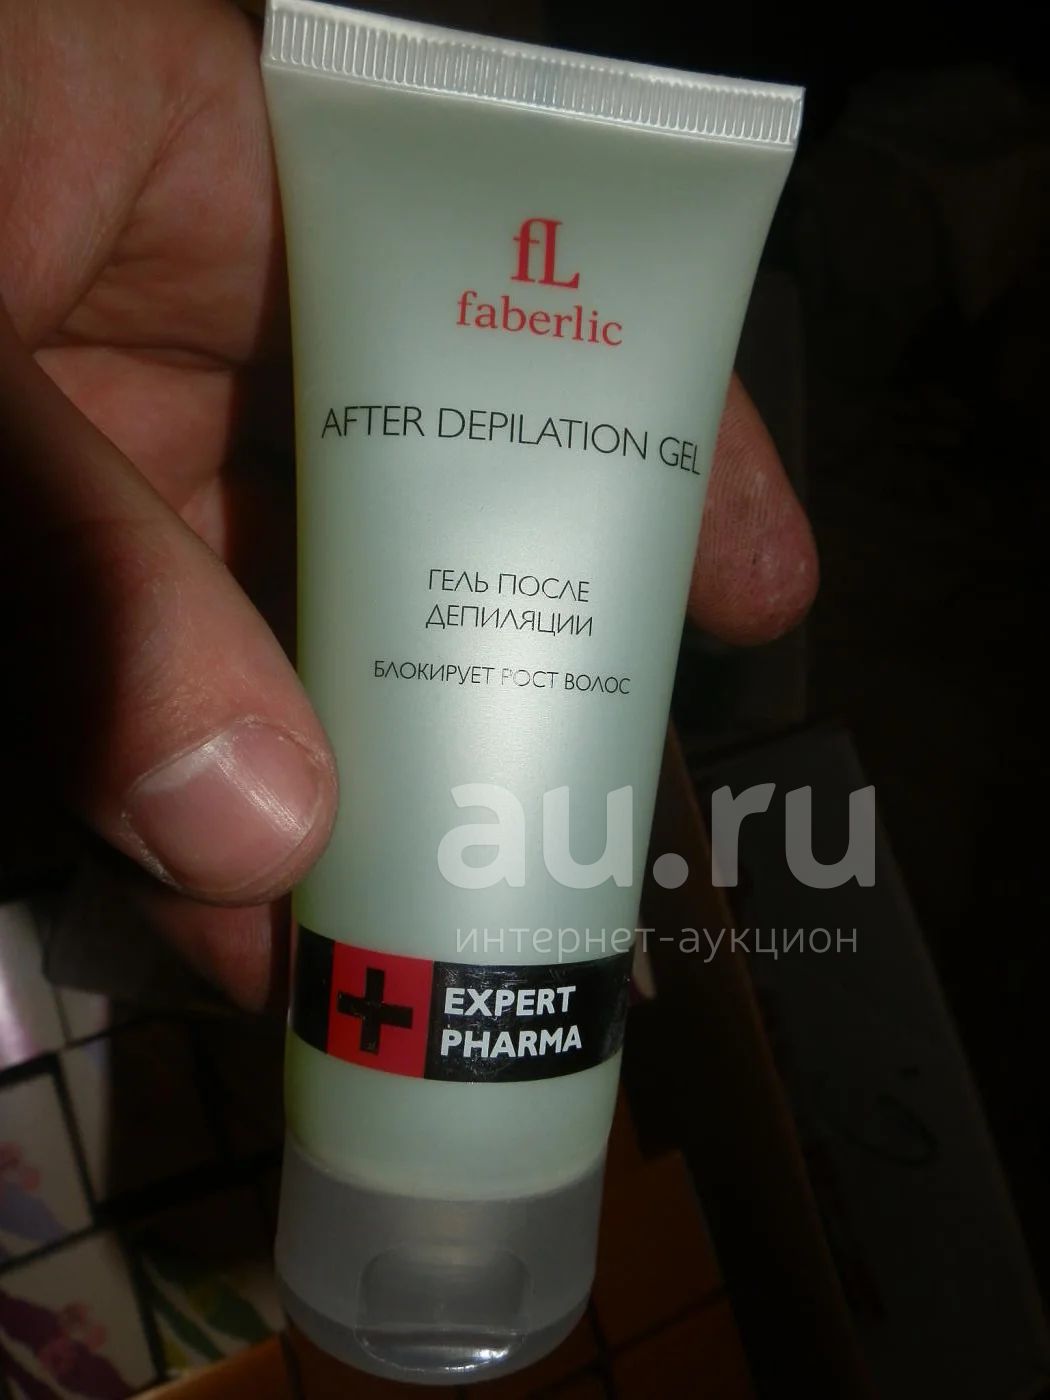 fL
faberlic
AFTER DEPILATION GEL
ГЕЛЬ ПОСЛЕ
ДЕПИЛЯЦИИ
БЛОКИРУЕТ РОСТ ВОЛОС
au.ru
интернет-аукцион
EXPERT
PHARMA